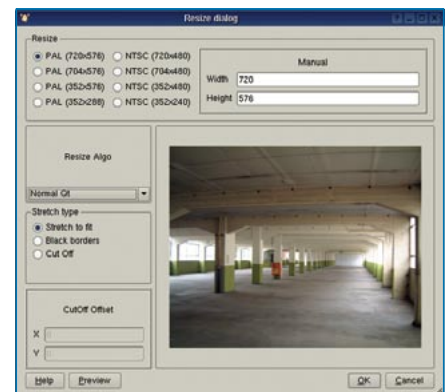 Resize dialog
Resize
PAL (720x576)
NTSC (720x480)
PAL (704x576)
NTSC (704x480)
PAL (352x576)
NTSC (352x480)
PAL (352x288)
NTSC (352x240)
Manual
Width 720
Height 576
Resize Algo
Normal Qt
Stretch type
Stretch to fit
Black borders
Cut Off
CutOff Offset
X
Y
Help
Preview
OK
Cancel